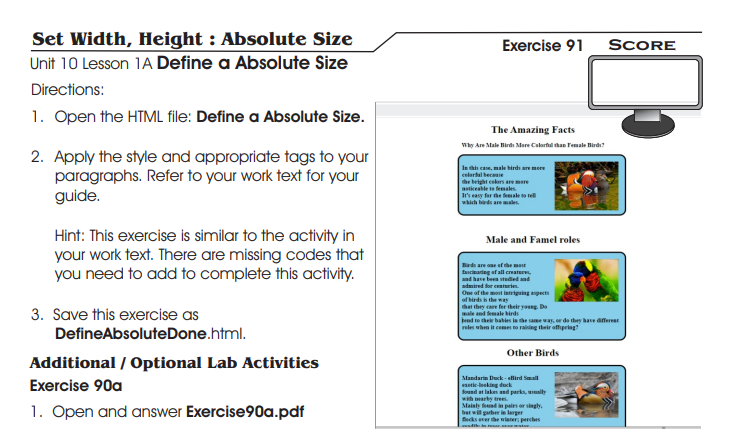 Set Width, Height : Absolute Size
Exercise 91
SCORE
Unit 10 Lesson 1A Define a Absolute Size
Directions:
1. Open the HTML file: Define a Absolute Size.
2. Apply the style and appropriate tags to your
paragraphs. Refer to your work text for your
guide.
Hint: This exercise is similar to the activity in
your work text. There are missing codes that
you need to add to complete this activity.
3. Save this exercise as
DefineAbsoluteDone.html.
Additional / Optional Lab Activities
Exercise 90a
1. Open and answer Exercise90a.pdf
The Amazing Facts
Why Are Male Birds More Colorful than Female Birds?
In this case, male birds are more
colorful because
the bright colors are more
noticeable to females.
It's easy for the female to tell
which birds are males.
Male and Famel roles
Birds are one of the most
fascinating of all creatures,
and have been studied and
admired for centuries.
One of the most intriguing aspects
of birds is the way
that they care for their young. Do
male and female birds
tend to their babies in the same way, or do they have different
roles when it comes to raising their offspring?
Other Birds
Mandarin Duck - eBird Small
exotic-looking duck
found at lakes and parks, usually
with nearby trees.
Mainly found in pairs or singly,
but will gather in larger
flocks over the winter; perches
readily in trees over water